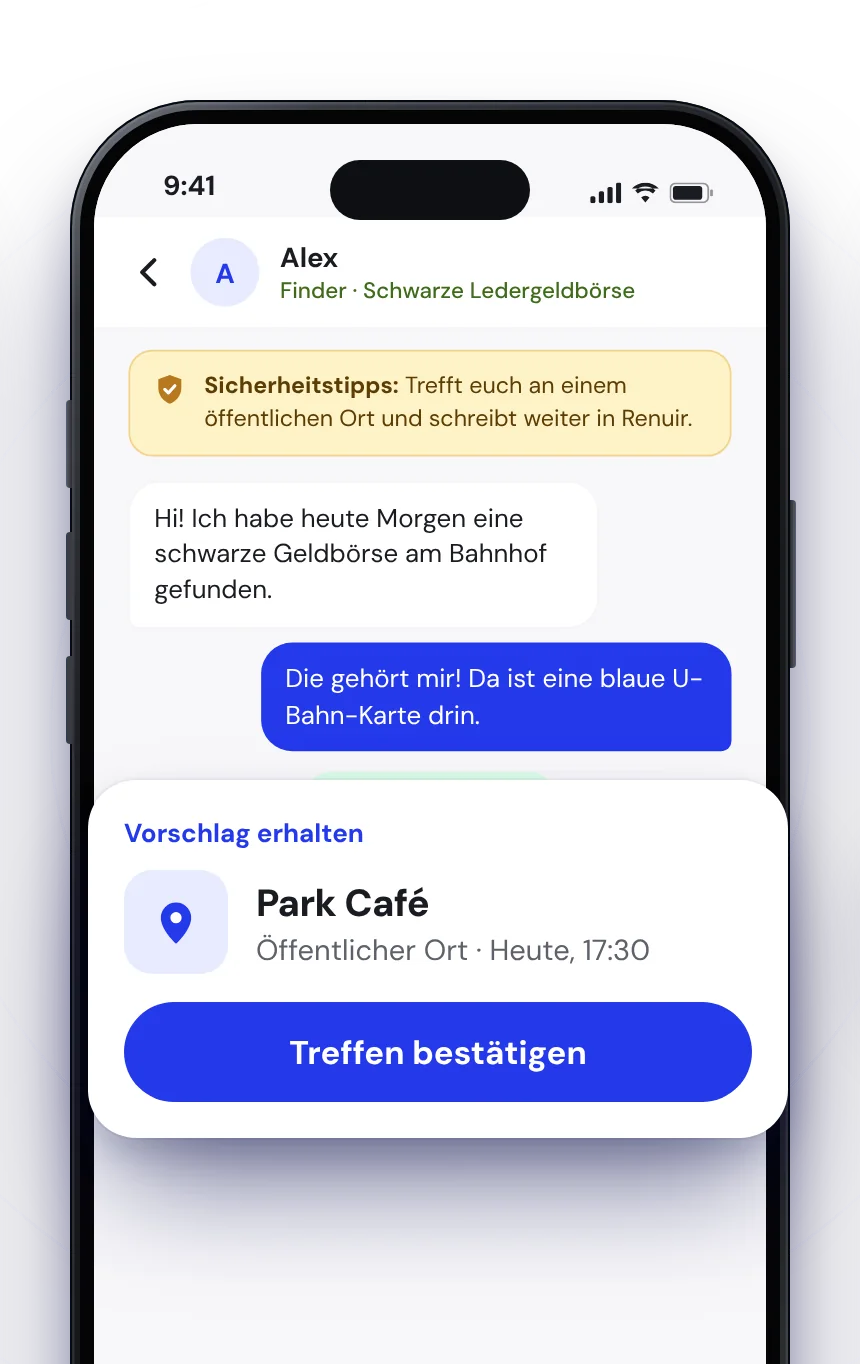 9:41
A
Alex
Finder · Schwarze Ledergeldbörse
Sicherheitstipps: Trefft euch an einem
öffentlichen Ort und schreibt weiter in Renuir.
Hi! Ich habe heute Morgen eine
schwarze Geldbörse am Bahnhof
gefunden.
Die gehört mir! Da ist eine blaue U-
Bahn-Karte drin.
Vorschlag erhalten
Park Café
Öffentlicher Ort · Heute, 17:30
Treffen bestätigen